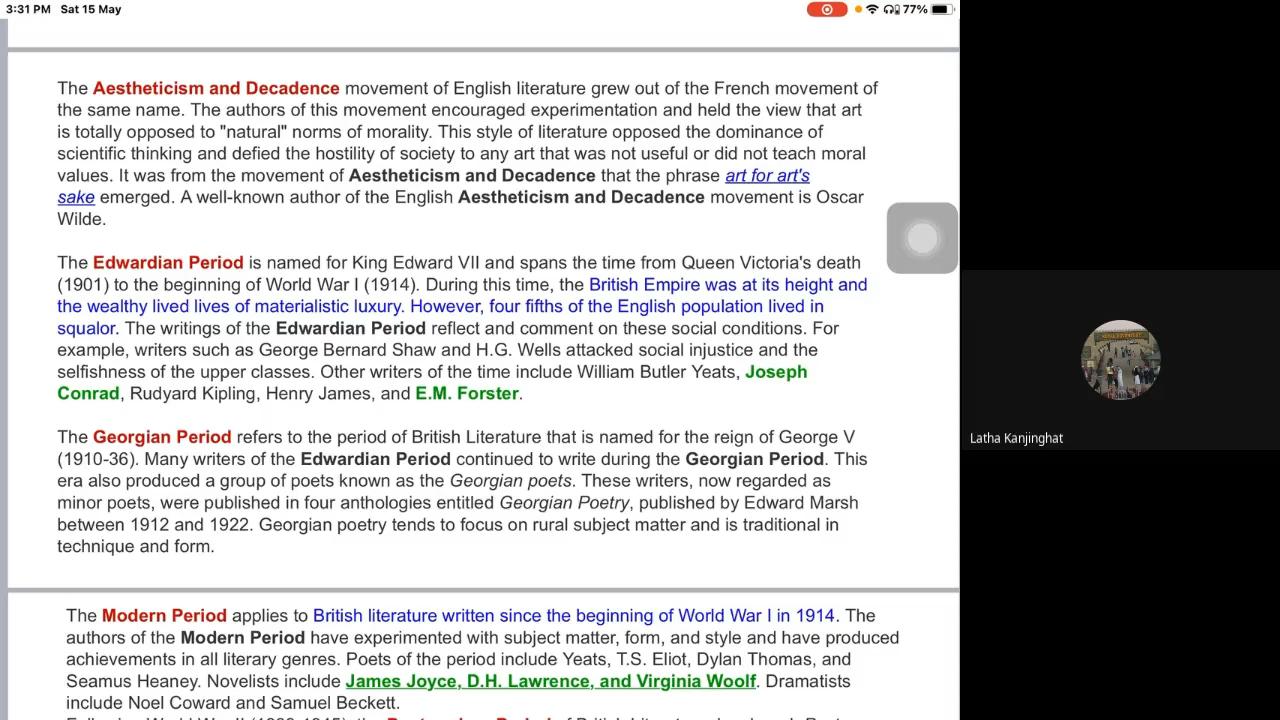 3:31 PM Sat 15 May
77%
The Aestheticism and Decadence movement of English literature grew out of the French movement of
the same name. The authors of this movement encouraged experimentation and held the view that art
is totally opposed to "natural" norms of morality. This style of literature opposed the dominance of
scientific thinking and defied the hostility of society to any art that was not useful or did not teach moral
values. It was from the movement of Aestheticism and Decadence that the phrase art for art's
sake emerged. A well-known author of the English Aestheticism and Decadence movement is Oscar
Wilde.
The Edwardian Period is named for King Edward VII and spans the time from Queen Victoria's death
(1901) to the beginning of World War I (1914). During this time, the British Empire was at its height and
the wealthy lived lives of materialistic luxury. However, four fifths of the English population lived in
squalor. The writings of the Edwardian Period reflect and comment on these social conditions. For
example, writers such as George Bernard Shaw and H.G. Wells attacked social injustice and the
selfishness of the upper classes. Other writers of the time include William Butler Yeats, Joseph
Conrad, Rudyard Kipling, Henry James, and E.M. Forster.
The Georgian Period refers to the period of British Literature that is named for the reign of George V
(1910-36). Many writers of the Edwardian Period continued to write during the Georgian Period. This
era also produced a group of poets known as the Georgian poets. These writers, now regarded as
minor poets, were published in four anthologies entitled Georgian Poetry, published by Edward Marsh
between 1912 and 1922. Georgian poetry tends to focus on rural subject matter and is traditional in
technique and form.
The Modern Period applies to British literature written since the beginning of World War I in 1914. The
authors of the Modern Period have experimented with subject matter, form, and style and have produced
achievements in all literary genres. Poets of the period include Yeats, T.S. Eliot, Dylan Thomas, and
Seamus Heaney. Novelists include James Joyce, D.H. Lawrence, and Virginia Woolf. Dramatists
include Noel Coward and Samuel Beckett.
Latha Kanjinghat